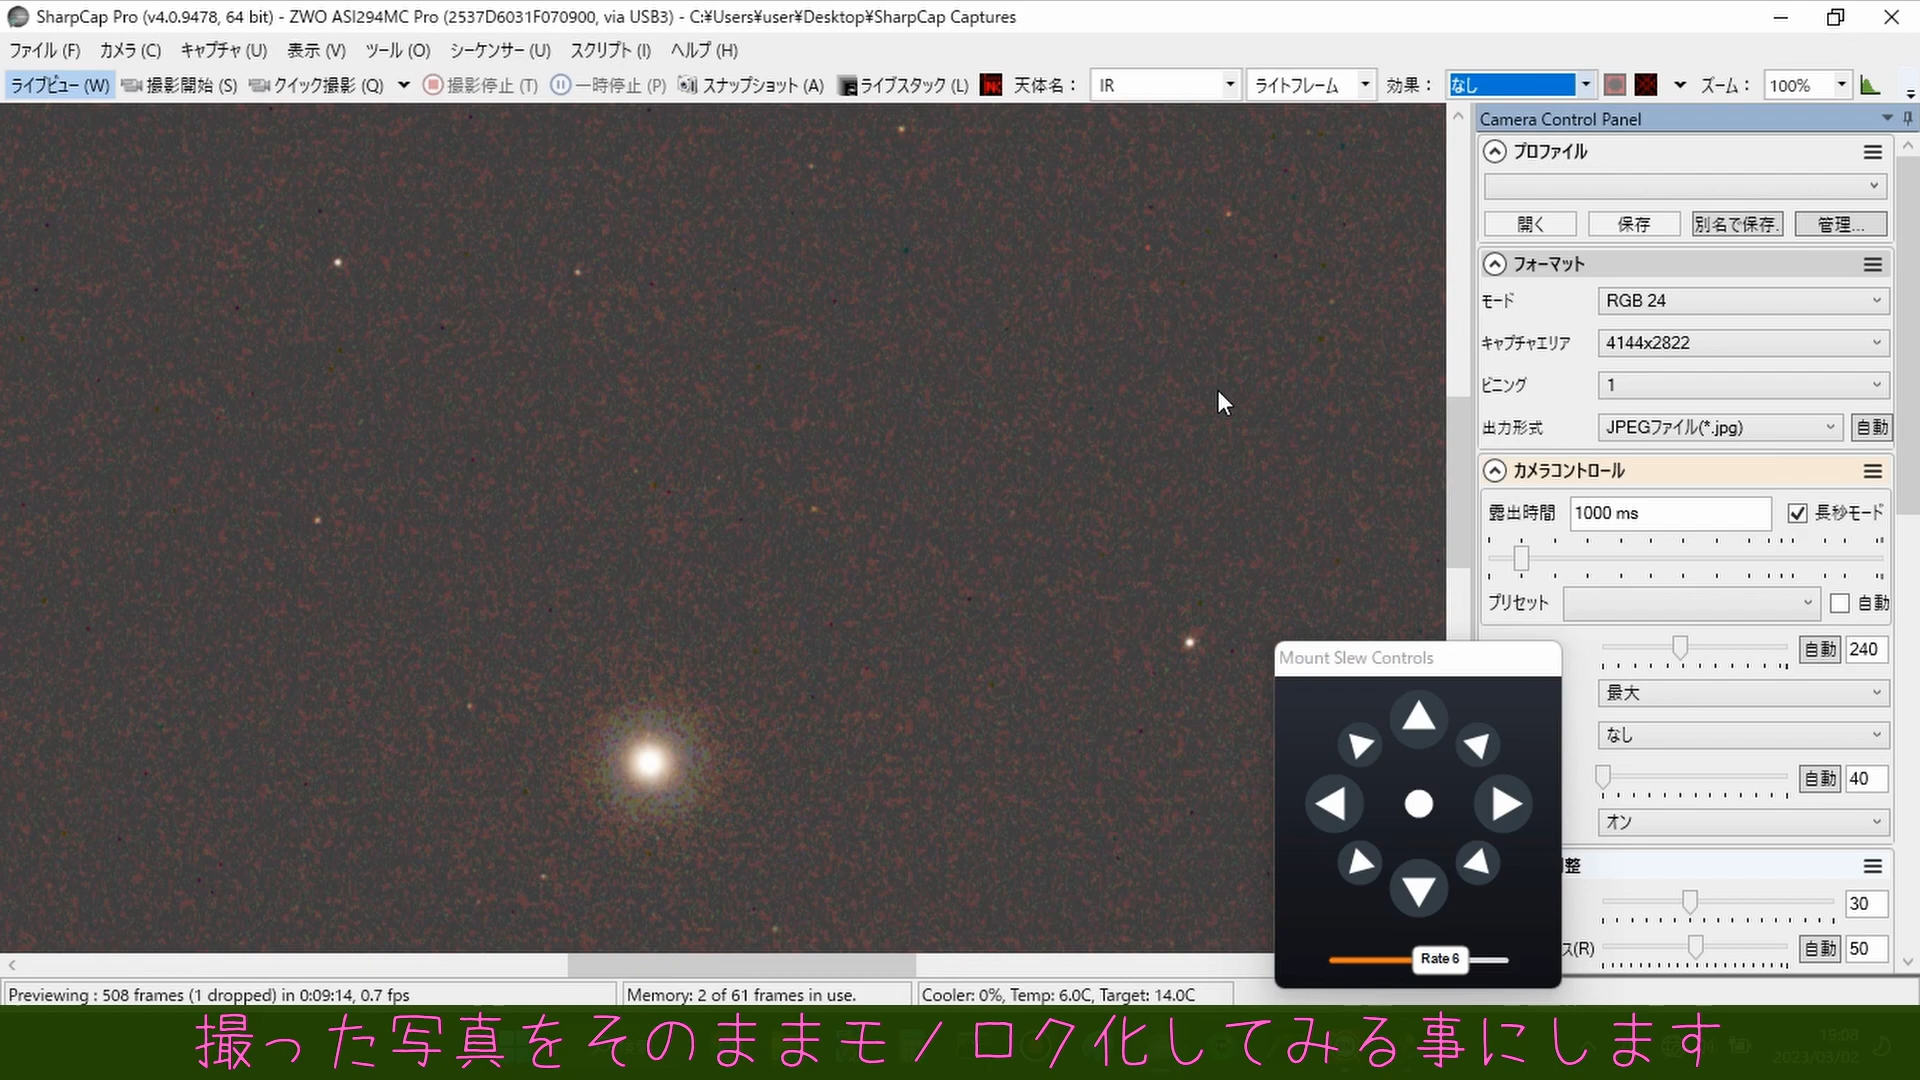 SharpCap Pro (v4.0.9478, 64 bit) - ZWO ASI294MC Pro (2537D6031F070900, via USB3) - C:¥Users¥user¥Desktop¥SharpCap Captures
ファイル (F) カメラ (C) キャプチャ (U) 表示 (V) ツール (O) シーケンサー (U) スクリプト (I) ヘルプ (H)
ライブビュー (W) 撮影開始 (S) クイック撮影 (Q) 撮影停止 (T) 一時停止 (P) スナップショット (A) ライブスタック (L) 天体名： IR ライトフレーム 効果： なし ズーム： 100%
Camera Control Panel
プロファイル
開く 保存 別名で保存. 管理...
フォーマット
モード RGB 24
キャプチャエリア 4144x2822
ビニング 1
出力形式 JPEGファイル(*.jpg) 自動
カメラコントロール
露出時間 1000 ms 長秒モード
プリセット 自動
自動 240
最大
なし
自動 40
オン
整
30
ス(R) 自動 50
Mount Slew Controls
Rate 6
Previewing : 508 frames (1 dropped) in 0:09:14, 0.7 fps Memory: 2 of 61 frames in use. Cooler: 0%, Temp: 6.0C, Target: 14.0C
撮った写真をそのままモノロク化してみる事にします
19:08
2023/03/02